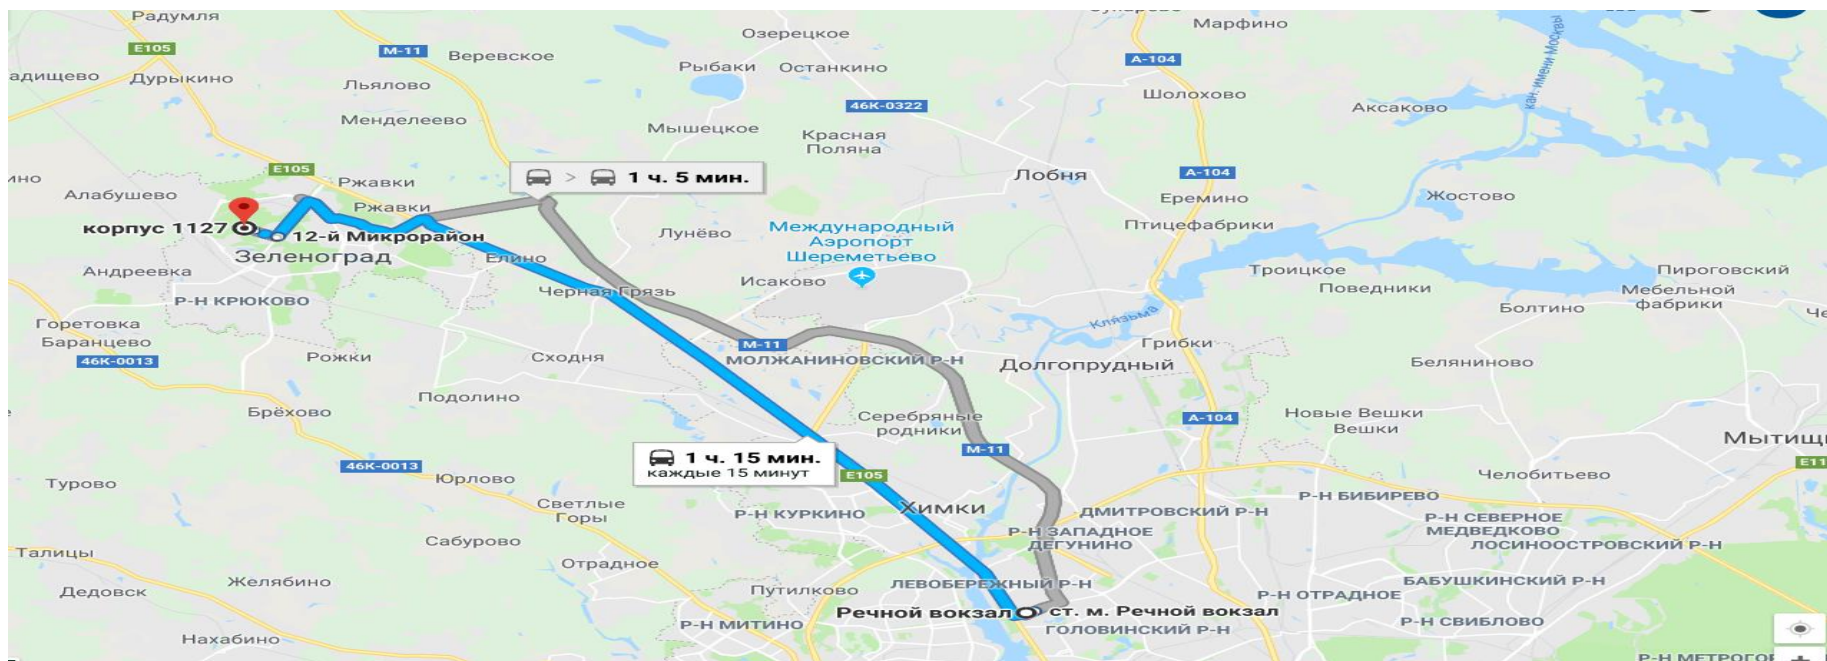 Радумля
Марфино
Озерецкое
E105
М-11
Веревское
Рыбаки
Останкино
А-104
кан. имени Москвы
адищево
Дурыкино
Льялово
Шолохово
46К-0322
Аксаково
Менделеево
Мышецкое
Красная
Поляна
E105
1 ч. 5 мин.
Лобня
А-104
ино
Алабушево
Ржавки
Жостово
Еремино
Ржавки
корпус 1127
12-й Микрорайон
Лунёво
Международный
Аэропорт
Шереметьево
Птицефабрики
Зеленоград
Елино
Андреевка
Исаково
Троицкое
Пироговский
Черная Грязь
Поведники
Мебельной
фабрики
Р-Н КРЮКОВО
Болтино
Клязьма
Горетовка
Баранцево
М-11
Грибки
46К-0013
Рожки
Сходня
МОЛЖАНИНОВСКИЙ Р-Н
Долгопрудный
Беляниново
Подолино
Брёхово
Серебряные
родники
А-104
Новые Вешки
Вешки
М-11
Мытищ
1 ч. 15 мин.
каждые 15 минут
46К-0013
E105
E11
Турово
Юрлово
Челобитьево
Светлые
Горы
Р-Н КУРКИНО
Химки
Р-Н БИБИРЕВО
ДМИТРОВСКИЙ Р-Н
Р-Н СЕВЕРНОЕ
МЕДВЕДКОВО
Р-Н ЗАПАДНОЕ
ДЕГУНИНО
Сабурово
ЛОСИНООСТРОВСКИЙ Р-Н
Талицы
Отрадное
Желябино
ЛЕВОБЕРЕЖНЫЙ Р-Н
БАБУШКИНСКИЙ Р-Н
Дедовск
Путилково
Р-Н ОТРАДНОЕ
Речной вокзал
ст. м. Речной вокзал
Р-Н МИТИНО
ГОЛОВИНСКИЙ Р-Н
Р-Н СВИБЛОВО
Нахабино